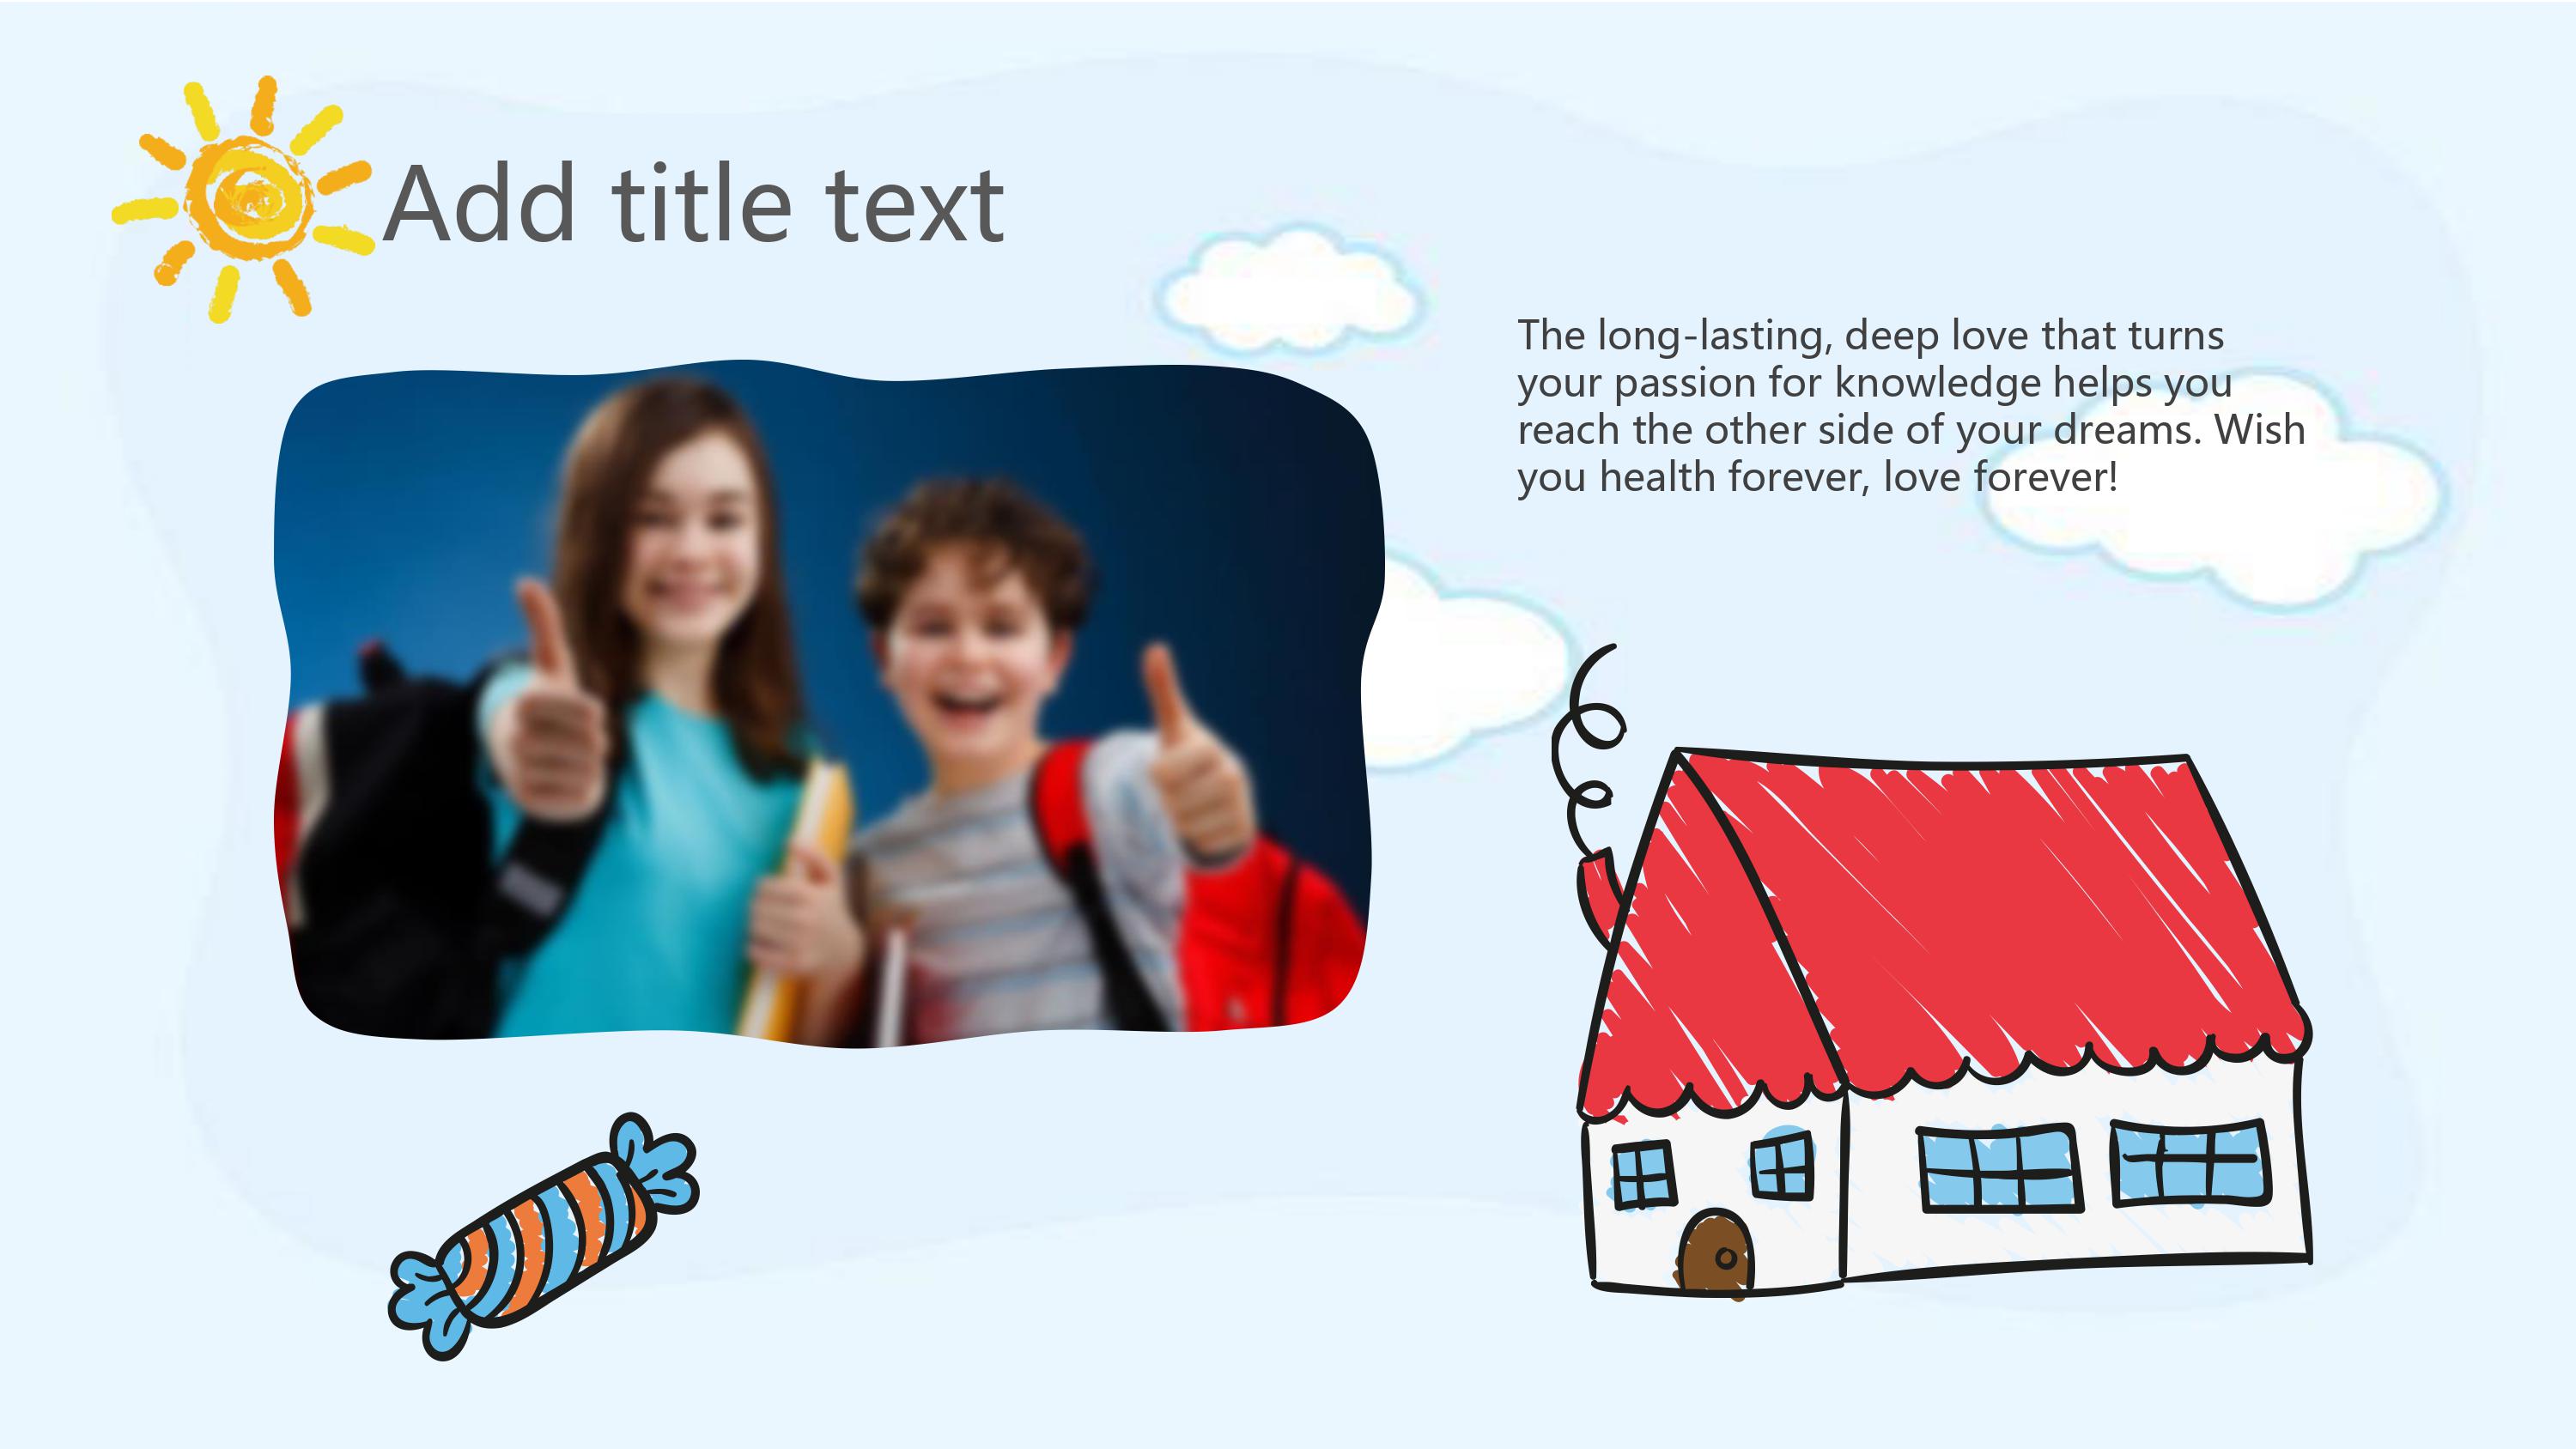 Add title text
The long-lasting, deep love that turns
your passion for knowledge helps you
reach the other side of your dreams. Wish
you health forever, love forever!